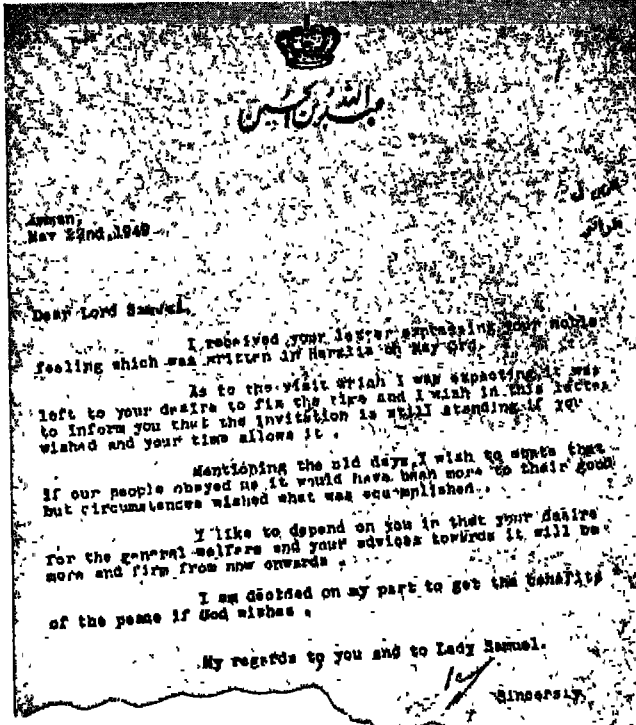 عبد الله بن الحسين
Amman,
May 22nd, 1949
Dear Lord Samuel.
I received your letter expressing your noble
feeling which was written in Herzlia on May 3rd.
As to the visit which I was expecting, it was
left to your desire to fix the time and I wish in this letter
to inform you that the invitation is still standing if you
wished and your time allows it .
Mentioning the old days, I wish to state that
if our people obeyed us it would have been more to their good
but circumstances wished what was
I like to depend on you in that your desire
for the general welfare and your advices towards it will be
more and firm from now onwards .
I am decided on my part to get the benefits
of the peace if God wishes .
My regards to you and to Lady Samuel.
Sincerely,